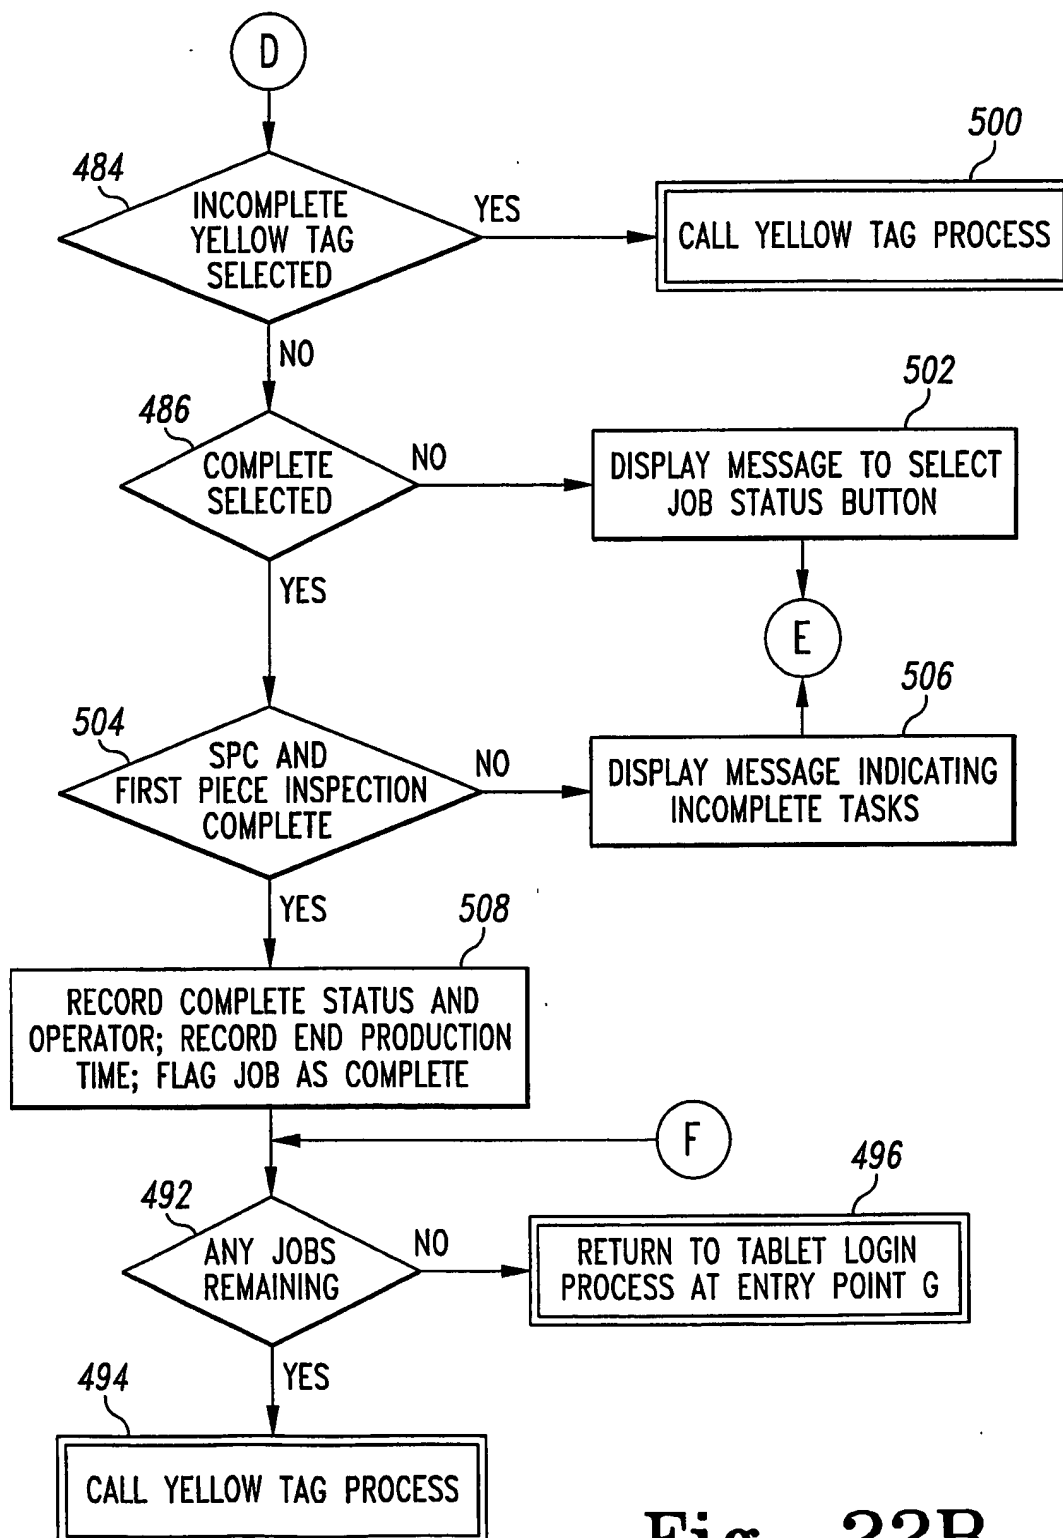 D
484
INCOMPLETE
YELLOW TAG
SELECTED
YES
500
CALL YELLOW TAG PROCESS
NO
486
COMPLETE
SELECTED
NO
502
DISPLAY MESSAGE TO SELECT
JOB STATUS BUTTON
YES
E
504
SPC AND
FIRST PIECE INSPECTION
COMPLETE
NO
506
DISPLAY MESSAGE INDICATING
INCOMPLETE TASKS
YES
508
RECORD COMPLETE STATUS AND
OPERATOR; RECORD END PRODUCTION
TIME; FLAG JOB AS COMPLETE
F
492
ANY JOBS
REMAINING
NO
496
RETURN TO TABLET LOGIN
PROCESS AT ENTRY POINT G
YES
494
CALL YELLOW TAG PROCESS
Fig. 22B